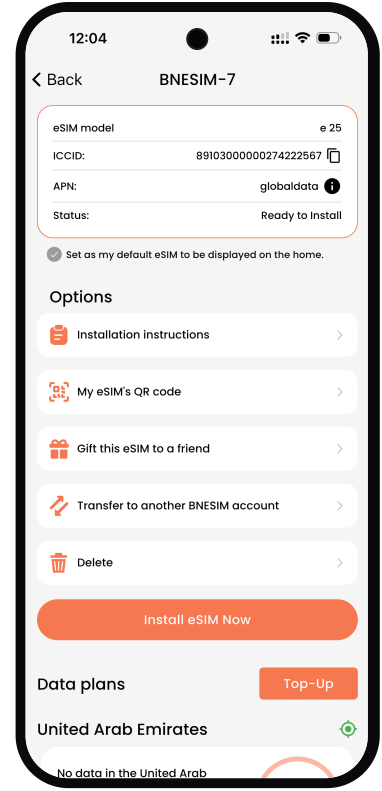 12:04
Back
BNESIM-7
eSIM model e 25
ICCID: 89103000000274222567
APN: globaldata
Status: Ready to Install
Set as my default eSIM to be displayed on the home.
Options
Installation instructions
My eSIM's QR code
Gift this eSIM to a friend
Transfer to another BNESIM account
Delete
Install eSIM Now
Data plans
Top-Up
United Arab Emirates
No data in the United Arab